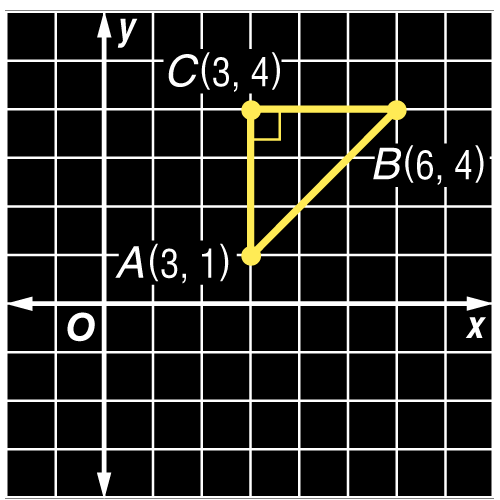 y
C(3, 4)
B(6, 4)
A(3, 1)
O
x